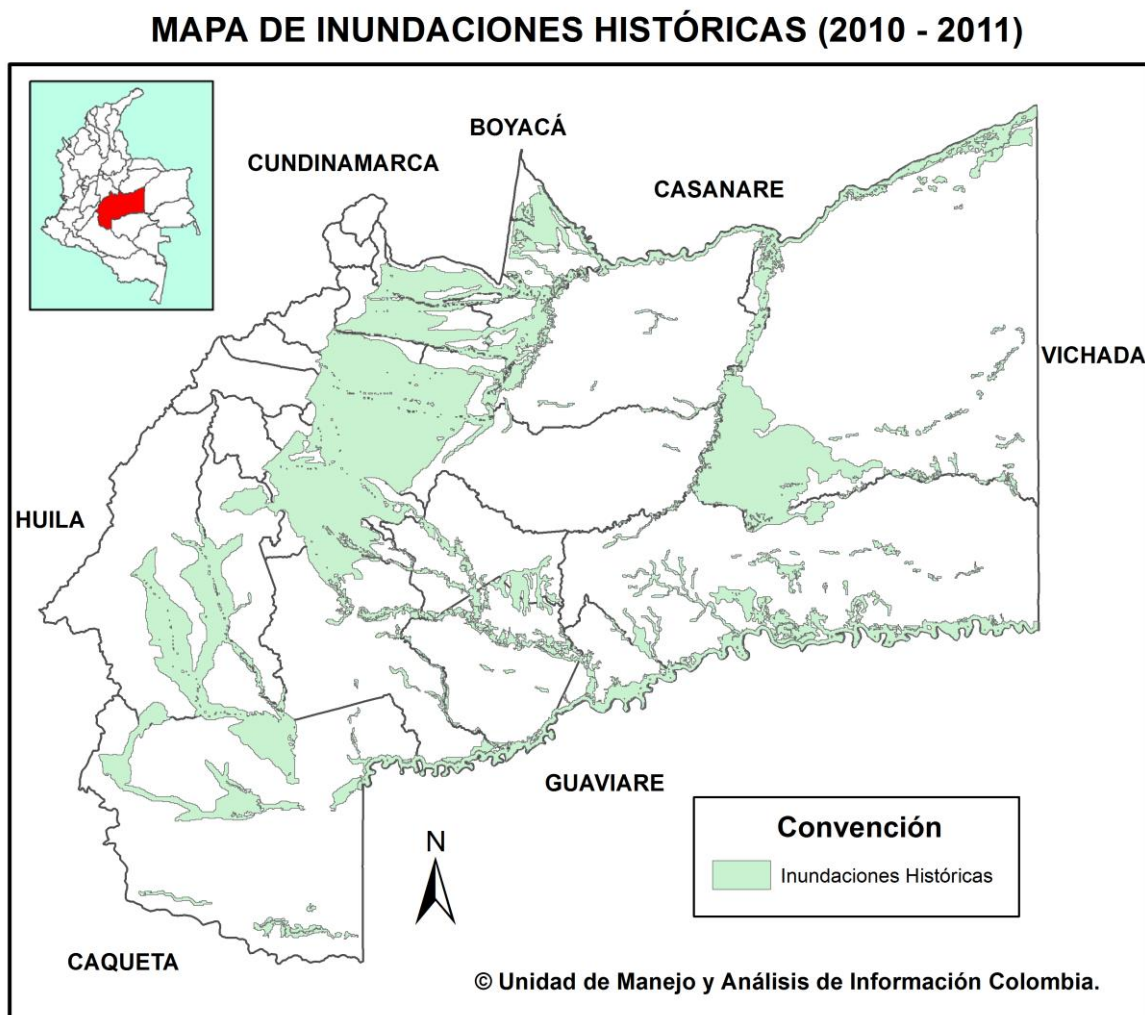 MAPA DE INUNDACIONES HISTÓRICAS (2010 - 2011)
BOYACÁ
CUNDINAMARCA
CASANARE
VICHADA
HUILA
GUAVIARE
Convención
N
Inundaciones Históricas
CAQUETA
© Unidad de Manejo y Análisis de Información Colombia.